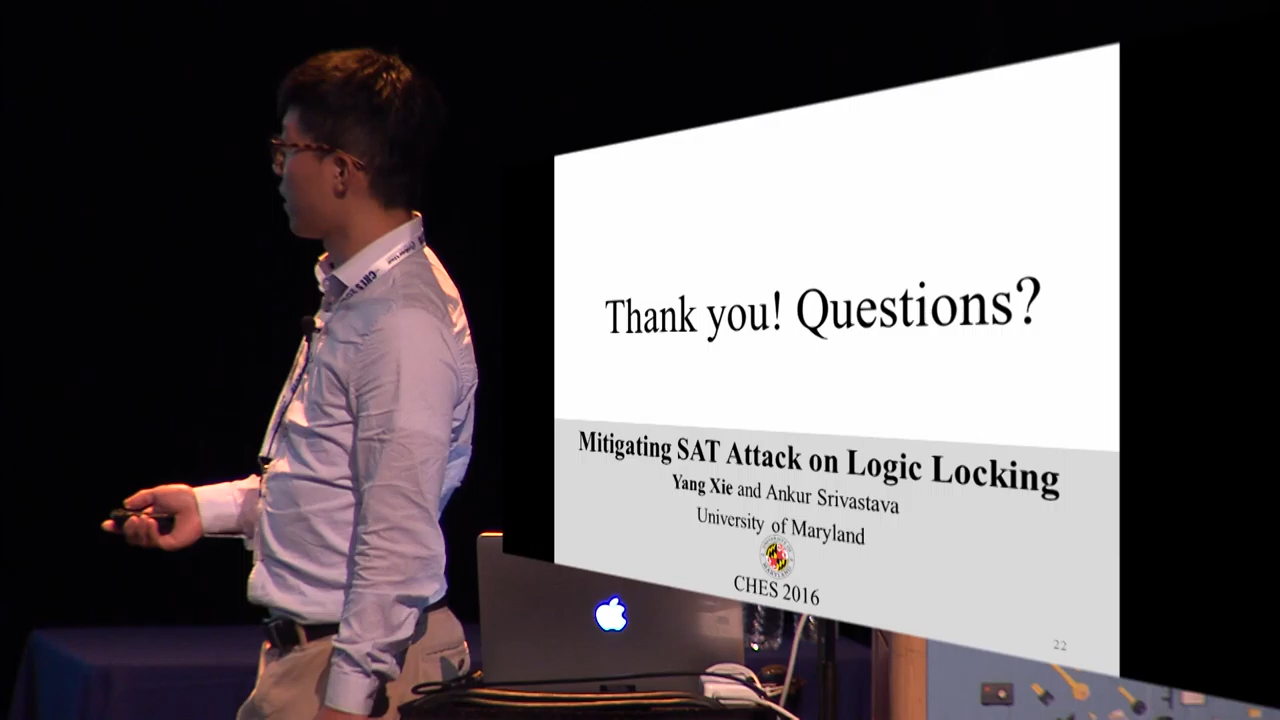 Thank you! Questions?
Mitigating SAT Attack on Logic Locking
Yang Xie and Ankur Srivastava
University of Maryland
CHES 2016
22